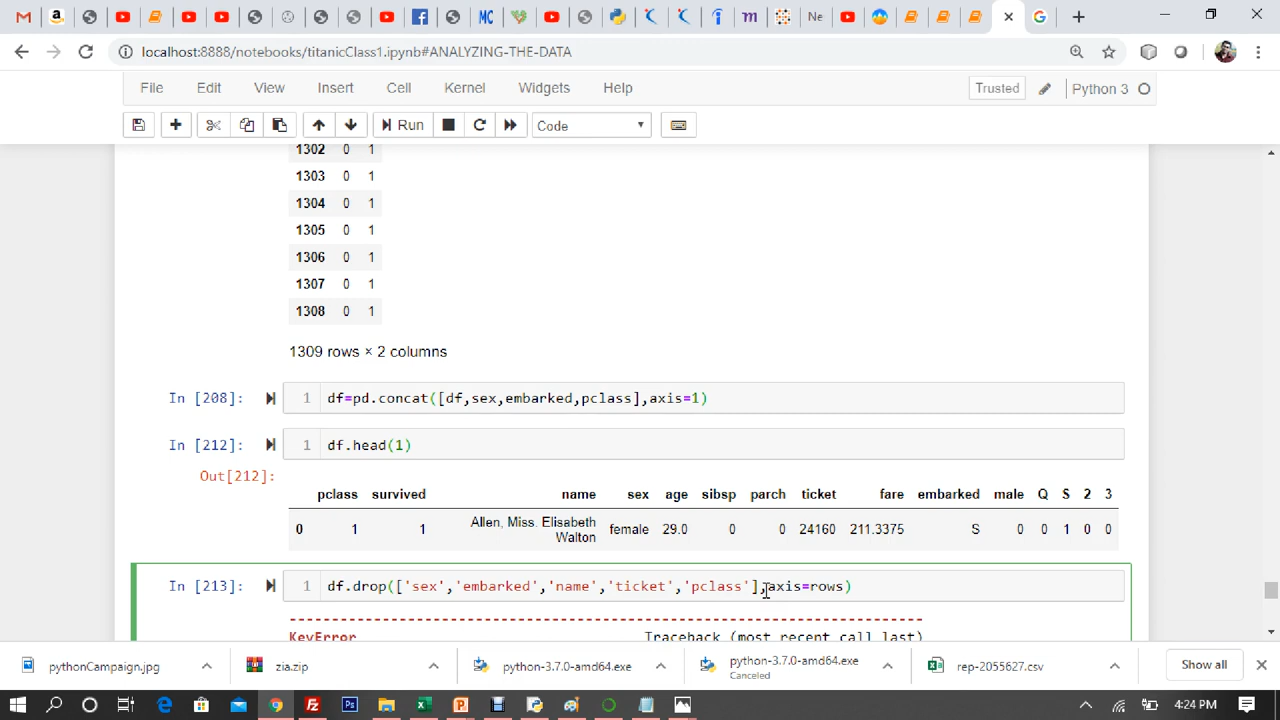 MC
Ne
localhost:8888/notebooks/titanicClass1.ipynb#ANALYZING-THE-DATA
File Edit View Insert Cell Kernel Widgets Help Trusted Python 3
Run Code
1302 0 1
1303 0 1
1304 0 1
1305 0 1
1306 0 1
1307 0 1
1308 0 1
1309 rows × 2 columns
In [208]: 1 df=pd.concat([df,sex,embarked,pclass],axis=1)
In [212]: 1 df.head(1)
Out[212]:
pclass survived name sex age sibsp parch ticket fare embarked male Q S 2 3
0 1 1 Allen, Miss. Elisabeth Walton female 29.0 0 0 24160 211.3375 S 0 0 1 0 0
In [213]: 1 df.drop(['sex','embarked','name','ticket','pclass'],axis=rows)
KeyError Traceback (most recent call last)
pythonCampaign.jpg zia.zip python-3.7.0-amd64.exe python-3.7.0-amd64.exe rep-2055627.csv Show all
Canceled
4:24 PM